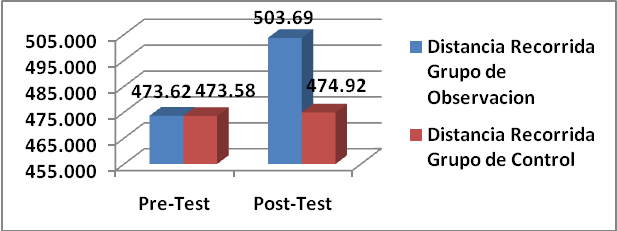 503.69
505.000
495.000
485.000
475.000
465.000
455.000
473.62
473.58
474.92
Pre-Test
Post-Test
Distancia Recorrida
Grupo de
Observacion
Distancia Recorrida
Grupo de Control